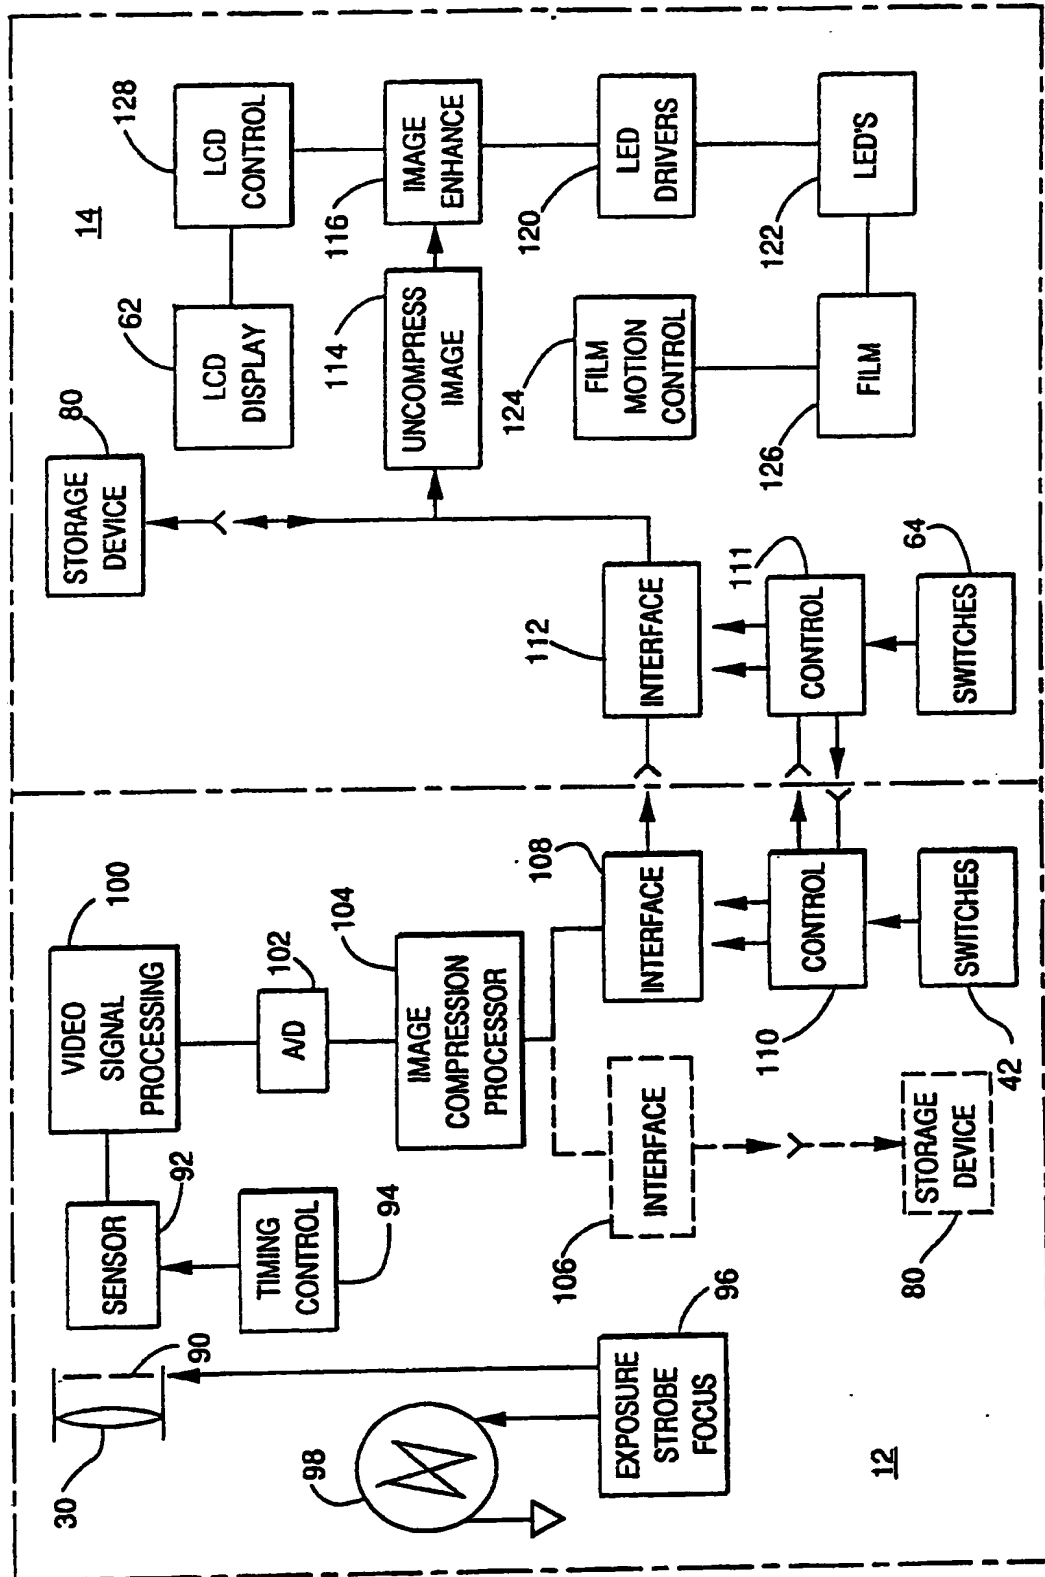 30
90
SENSOR
92
TIMING
CONTROL
94
98
EXPOSURE
STROBE
FOCUS
96
12
VIDEO
SIGNAL
PROCESSING
100
A/D
102
IMAGE
COMPRESSION
PROCESSOR
104
INTERFACE
106
STORAGE
DEVICE
80
INTERFACE
108
CONTROL
110
SWITCHES
42
14
STORAGE
DEVICE
80
LCD
DISPLAY
62
LCD
CONTROL
128
UNCOMPRESS
IMAGE
114
IMAGE
ENHANCE
116
INTERFACE
112
CONTROL
111
SWITCHES
64
FILM
MOTION
CONTROL
124
LED
DRIVERS
120
FILM
126
LED'S
122